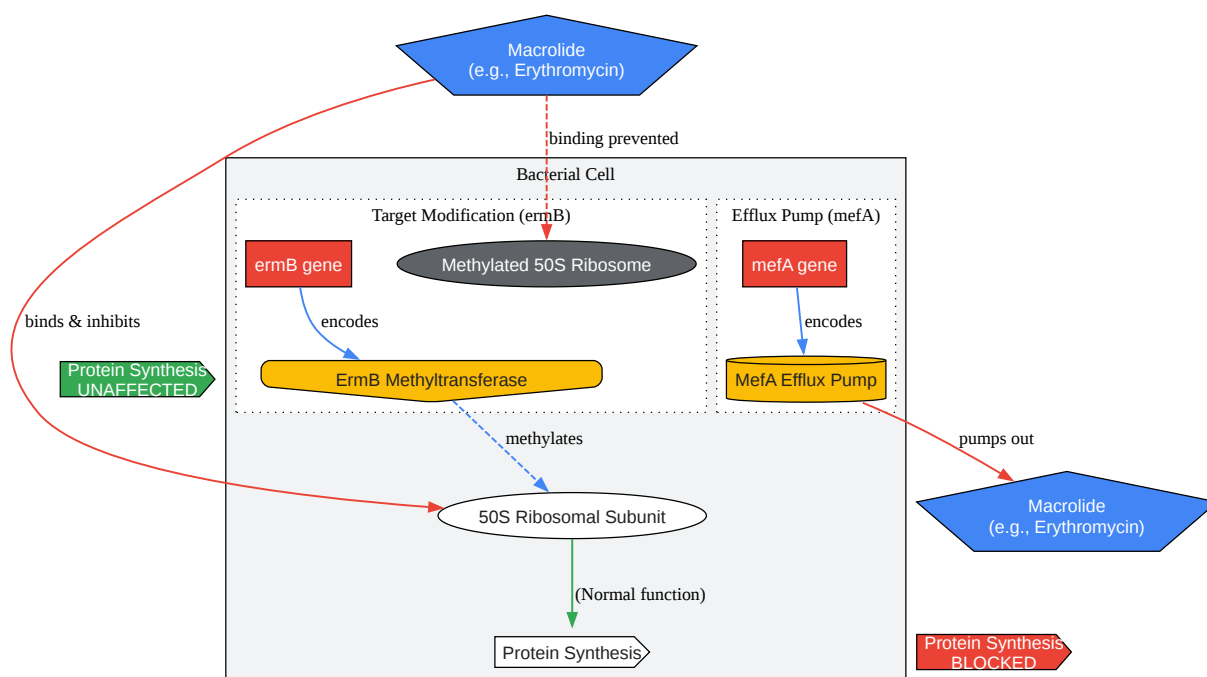 Macrolide
(e.g., Erythromycin)
binding prevented
Bacterial Cell
Target Modification (ermB)
Efflux Pump (mefA)
ermB gene
Methylated 50S Ribosome
mefA gene
binds & inhibits
encodes
encodes
Protein Synthesis
UNAFFECTED
ErmB Methyltransferase
MefA Efflux Pump
methylates
pumps out
50S Ribosomal Subunit
Macrolide
(e.g., Erythromycin)
(Normal function)
Protein Synthesis
Protein Synthesis
BLOCKED